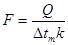 F = Q / Δt_m k